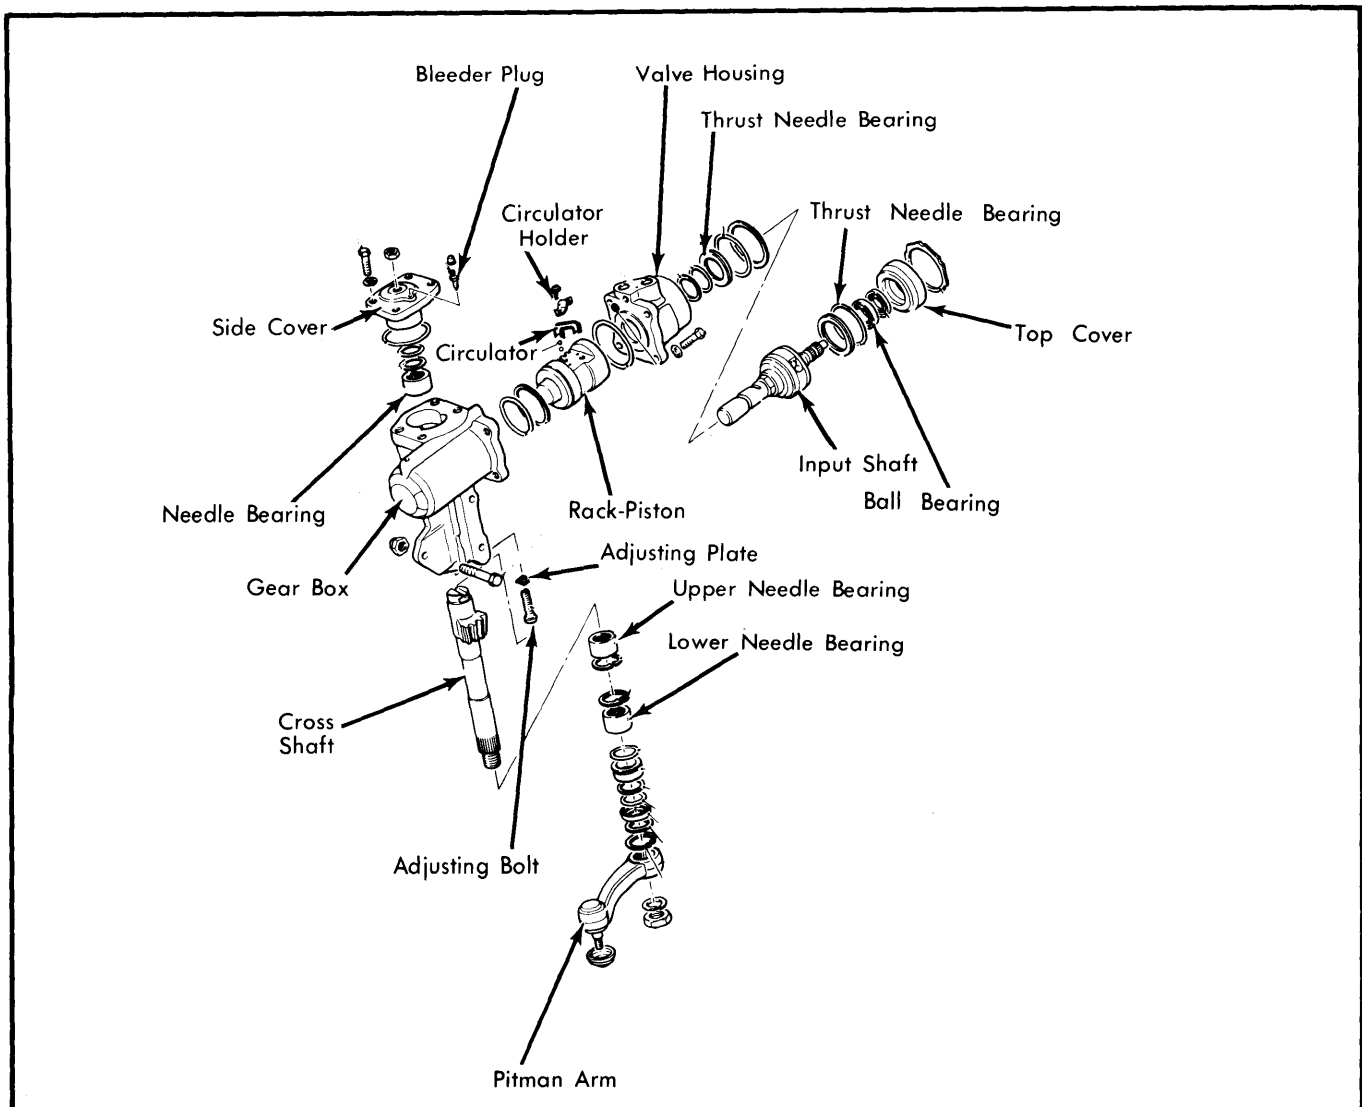 Bleeder Plug
Valve Housing
Thrust Needle Bearing
Circulator
Holder
Thrust Needle Bearing
Side Cover
Circulator
Top Cover
Input Shaft
Ball Bearing
Needle Bearing
Rack-Piston
Adjusting Plate
Gear Box
Upper Needle Bearing
Lower Needle Bearing
Cross
Shaft
Adjusting Bolt
Pitman Arm